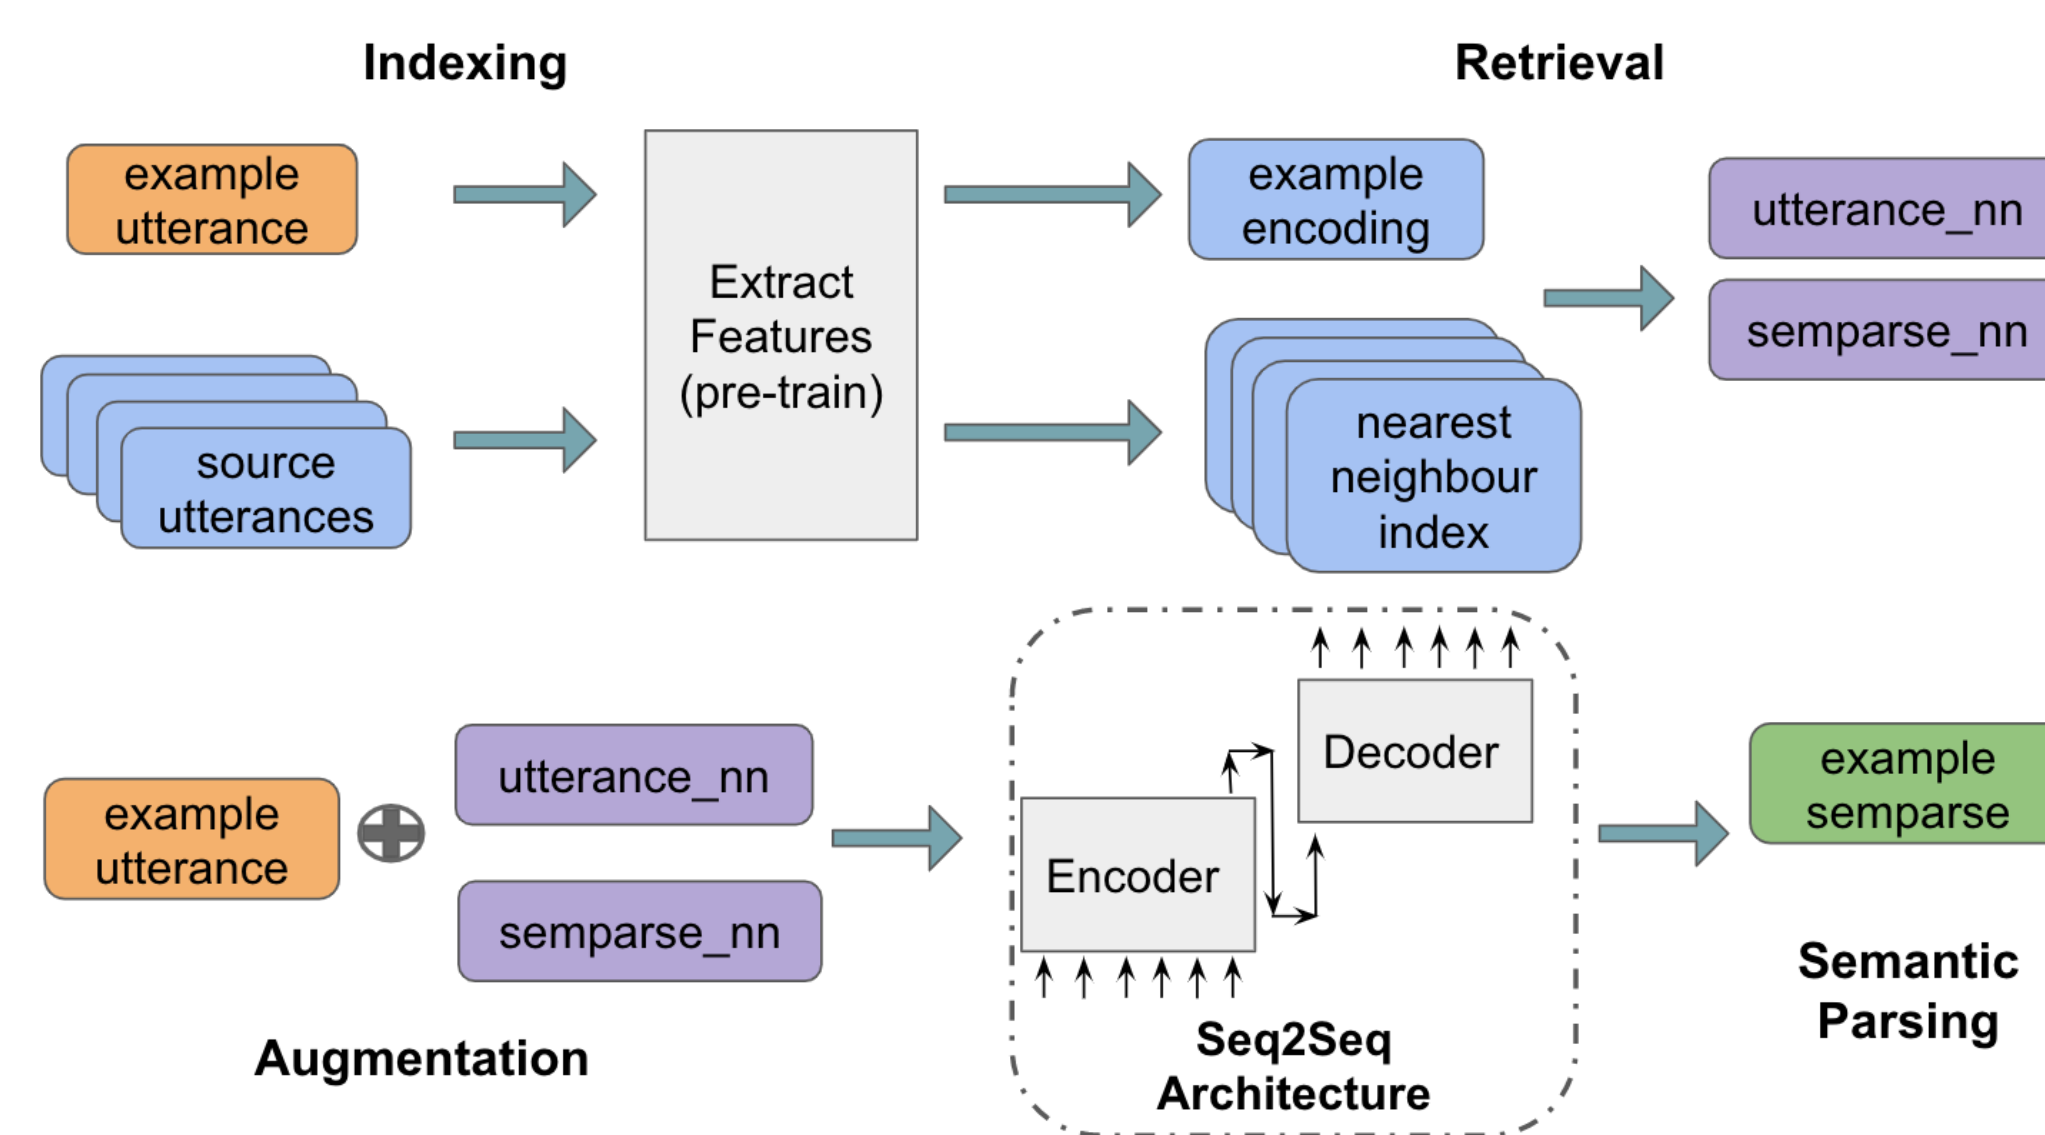 Indexing
Retrieval
example
utterance
Extract
Features
(pre-train)
example
encoding
utterance_nn
semparse_nn
source
utterances
nearest
neighbour
index
example
utterance
utterance_nn
semparse_nn
Encoder
Decoder
example
semparse
Augmentation
Seq2Seq
Architecture
Semantic
Parsing